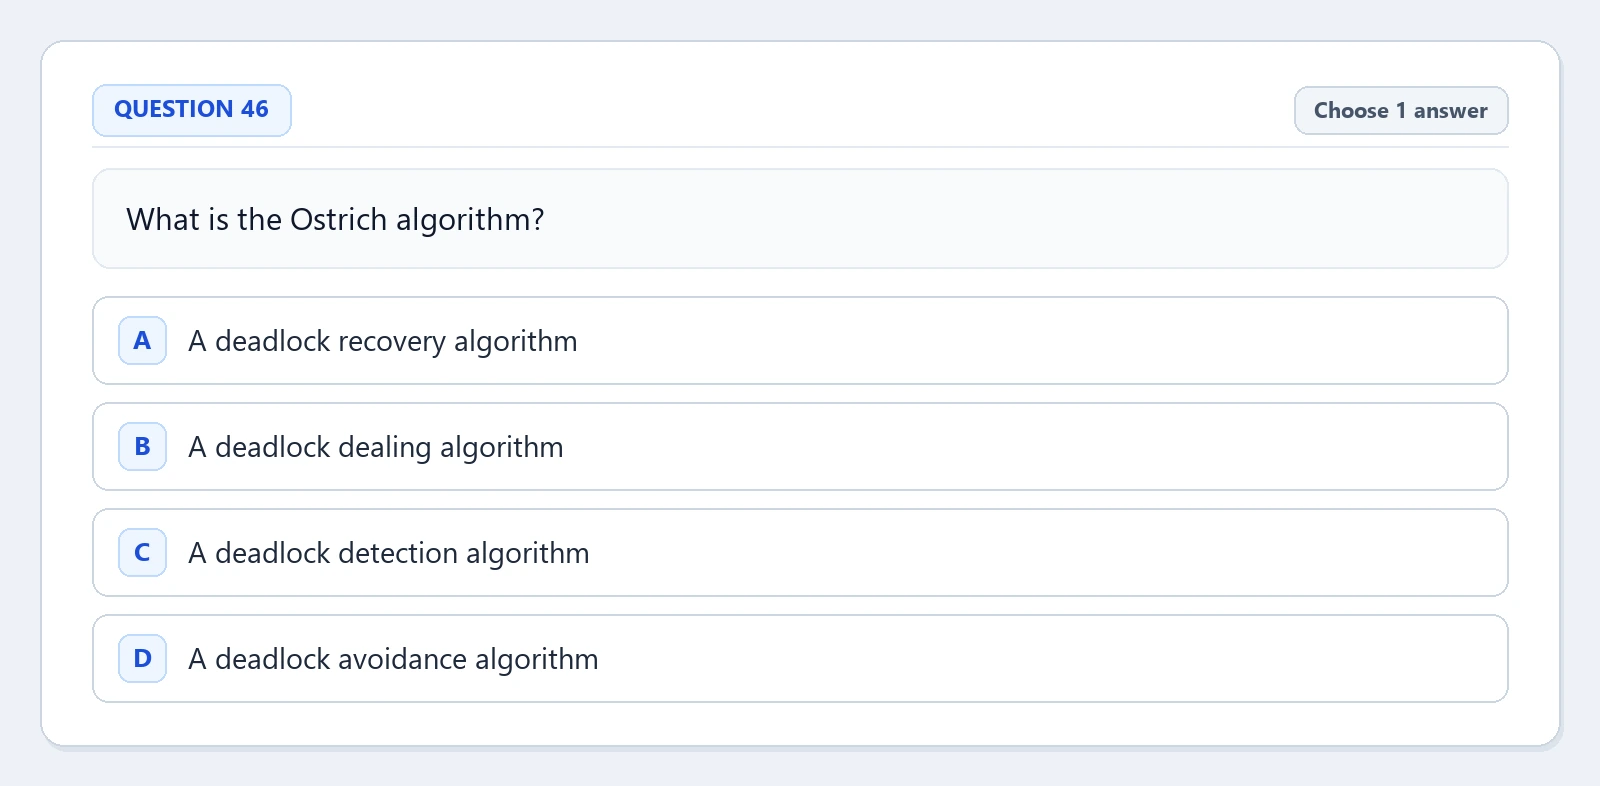 QUESTION 46
Choose 1 answer
What is the Ostrich algorithm?
A A deadlock recovery algorithm
B A deadlock dealing algorithm
C A deadlock detection algorithm
D A deadlock avoidance algorithm